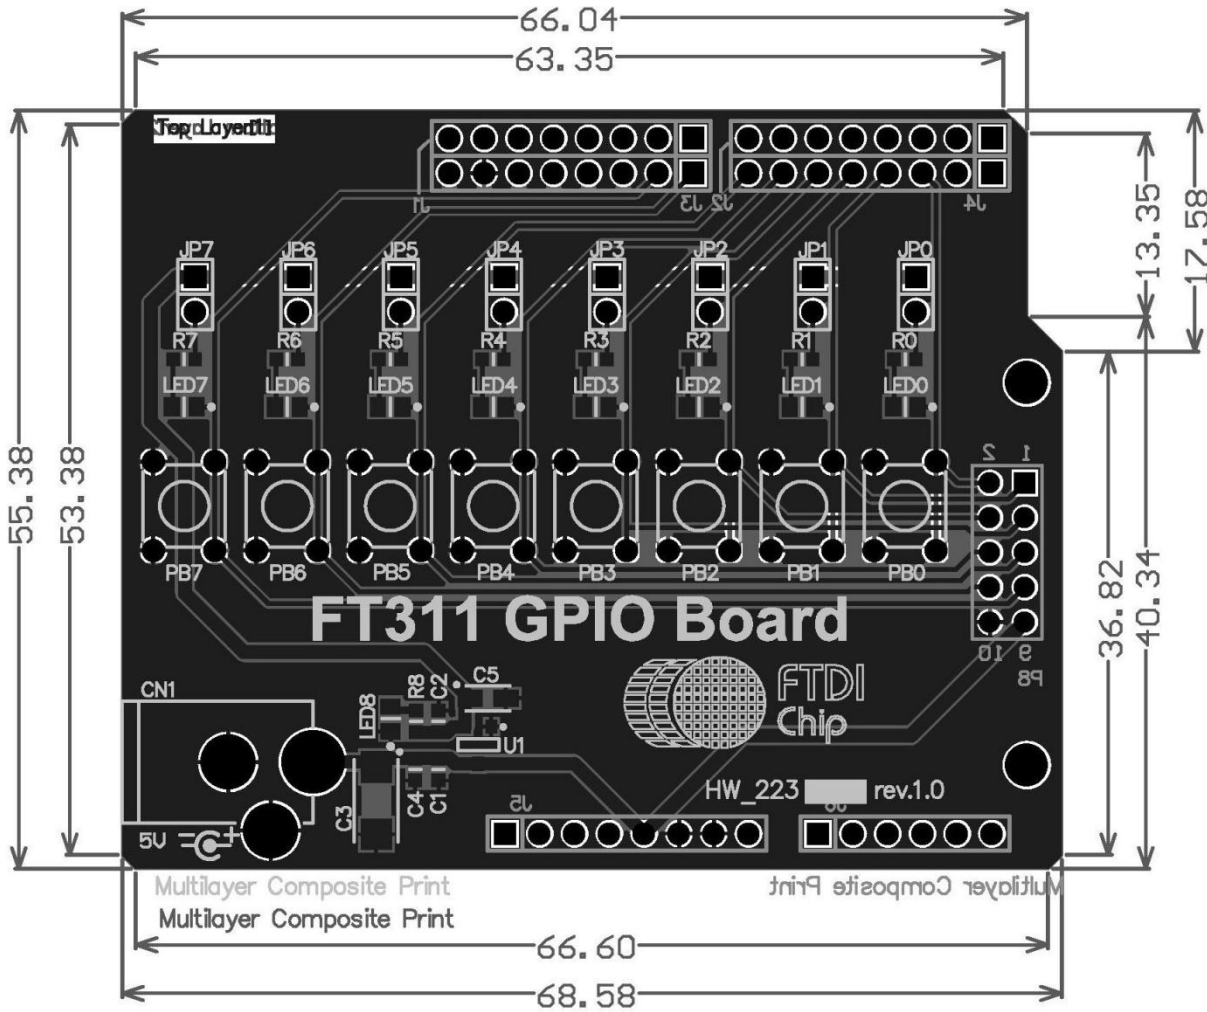 66.04
63.35
Top Layer
J1
J3
J2
J4
13.35
17.58
JP7 JP6 JP5 JP4 JP3 JP2 JP1 JP0
R7 R6 R5 R4 R3 R2 R1 R0
LED7 LED6 LED5 LED4 LED3 LED2 LED1 LED0
55.38
53.38
2 1
PB7 PB6 PB5 PB4 PB3 PB2 PB1 PB0
36.82
40.34
FT311 GPIO Board
10 9
P8
CN1
LED8
R8
C2
C5
FTDI
Chip
U1
C3
C4
C1
HW_223 rev.1.0
J5
5V
+
Multilayer Composite Print
Multilayer Composite Print
Multilayer Composite Print
66.60
68.58